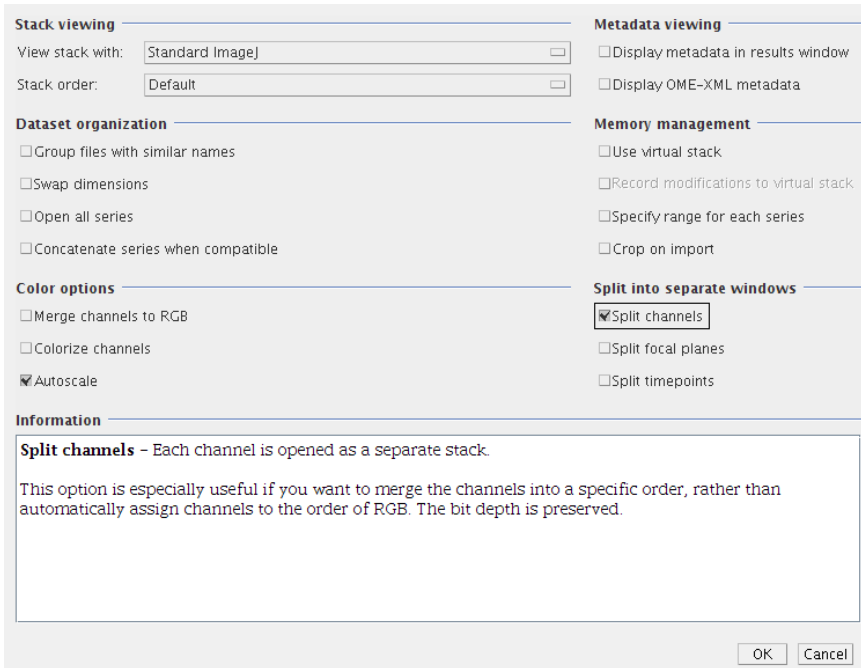 Stack viewing
View stack with: Standard ImageJ
Stack order: Default
Metadata viewing
Display metadata in results window
Display OME-XML metadata
Dataset organization
Group files with similar names
Swap dimensions
Open all series
Concatenate series when compatible
Memory management
Use virtual stack
Record modifications to virtual stack
Specify range for each series
Crop on import
Color options
Merge channels to RGB
Colorize channels
Autoscale
Split into separate windows
Split channels
Split focal planes
Split timepoints
Information
Split channels – Each channel is opened as a separate stack.
This option is especially useful if you want to merge the channels into a specific order, rather than
automatically assign channels to the order of RGB. The bit depth is preserved.
OK Cancel